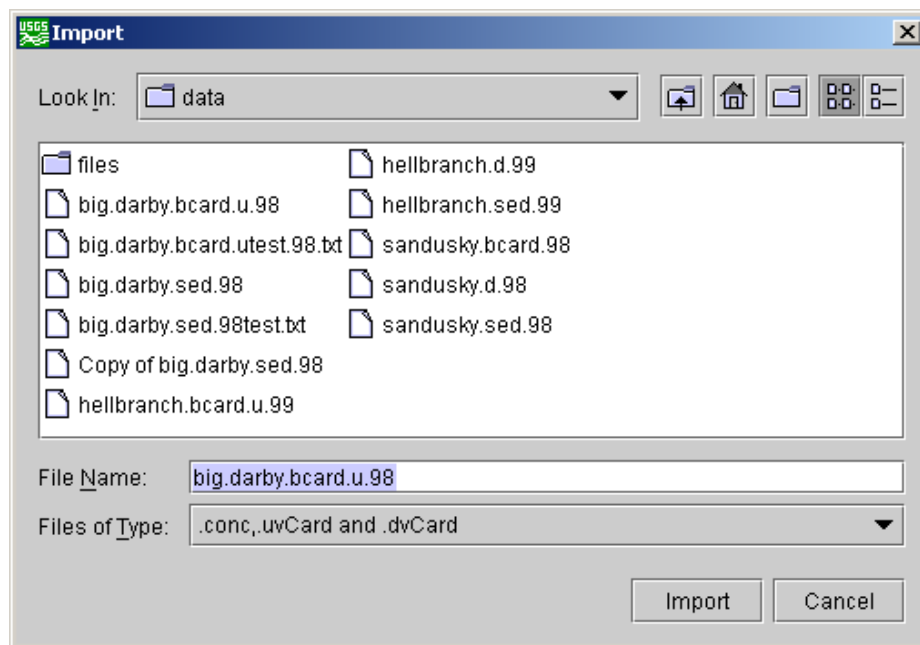 USGS Import
Look In: data
files
big.darby.bcard.u.98
big.darby.bcard.utest.98.txt
big.darby.sed.98
big.darby.sed.98test.txt
Copy of big.darby.sed.98
hellbranch.bcard.u.99
hellbranch.d.99
hellbranch.sed.99
sandusky.bcard.98
sandusky.d.98
sandusky.sed.98
File Name: big.darby.bcard.u.98
Files of Type: .conc,.uvCard and .dvCard
Import Cancel